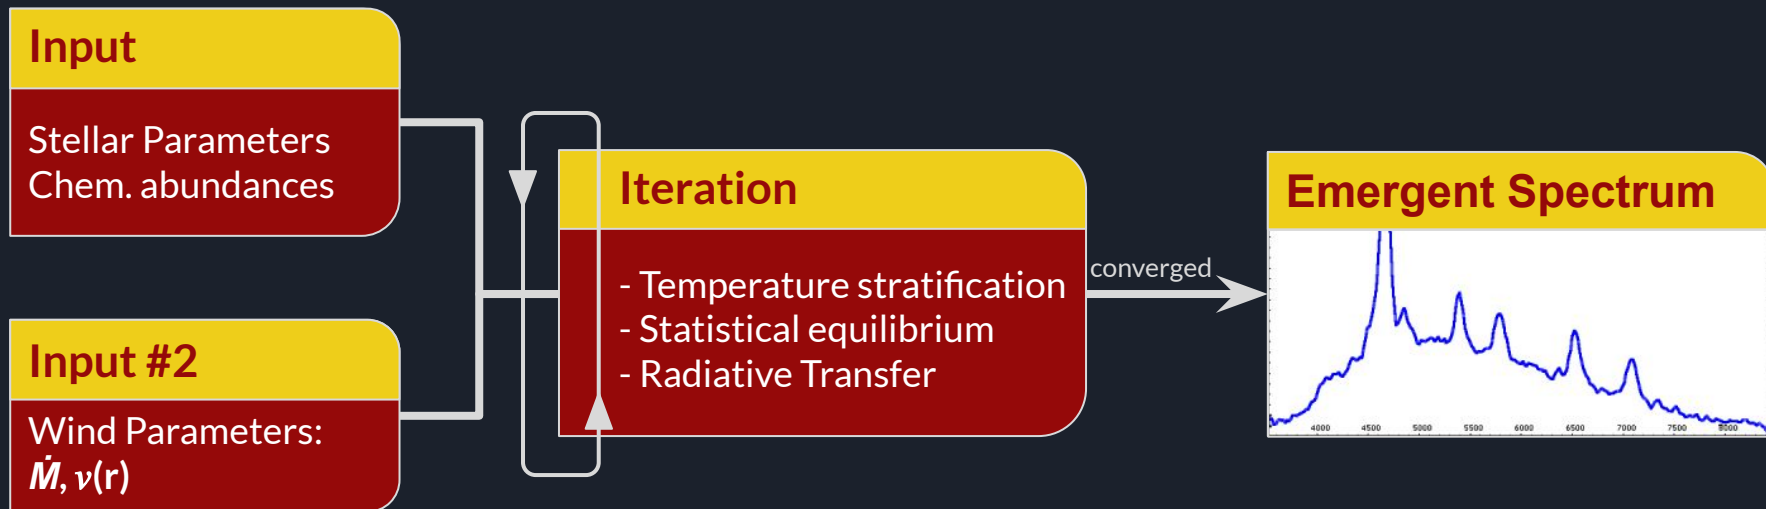 Input
Stellar Parameters
Chem. abundances
Input #2
Wind Parameters:
Ṁ, v(r)
Iteration
- Temperature stratification
- Statistical equilibrium
- Radiative Transfer
converged
Emergent Spectrum
4000 4500 5000 5500 6000 6500 7000 7500 8000